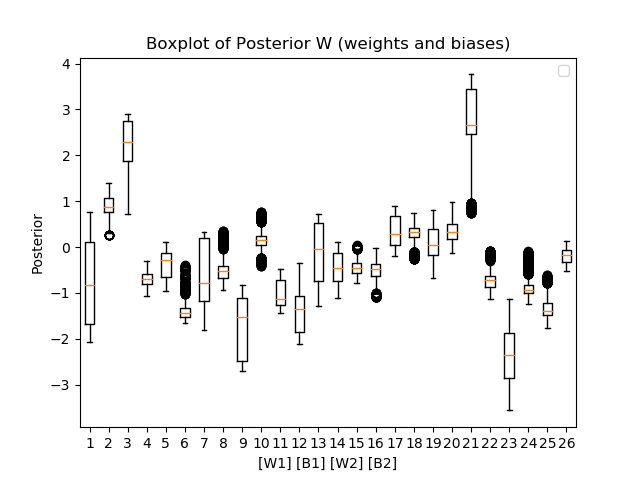 Boxplot of Posterior W (weights and biases)
4
3
2
1
0
−1
−2
−3
Posterior
1 2 3 4 5 6 7 8 9 10 11 12 13 14 15 16 17 18 19 20 21 22 23 24 25 26
[W1] [B1] [W2] [B2]